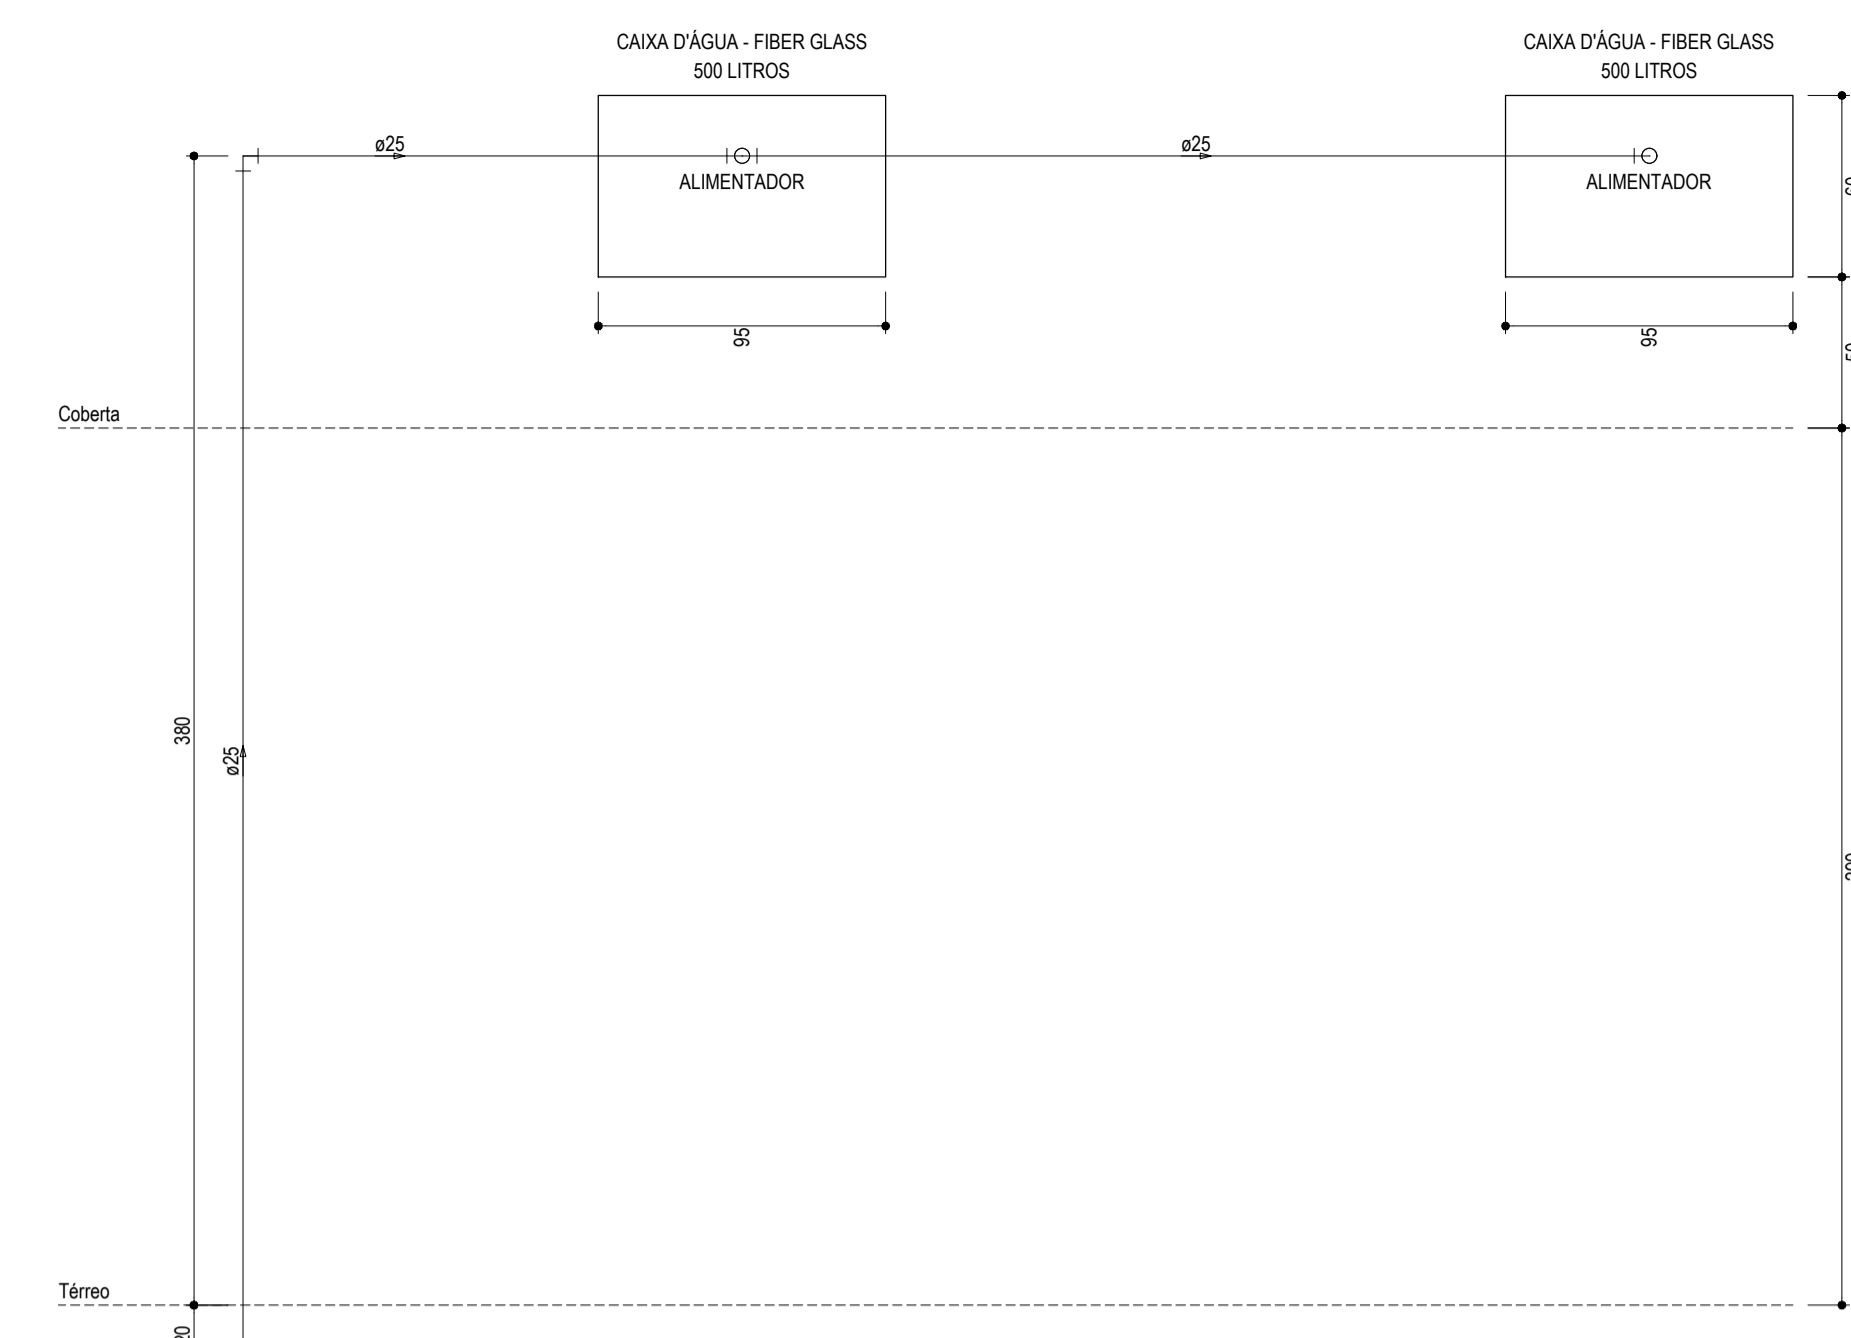 CAIXA D'ÁGUA - FIBER GLASS
500 LITROS
CAIXA D'ÁGUA - FIBER GLASS
500 LITROS
ø25
ø25
ALIMENTADOR
ALIMENTADOR
95
95
Coberta
380
ø25
Térreo